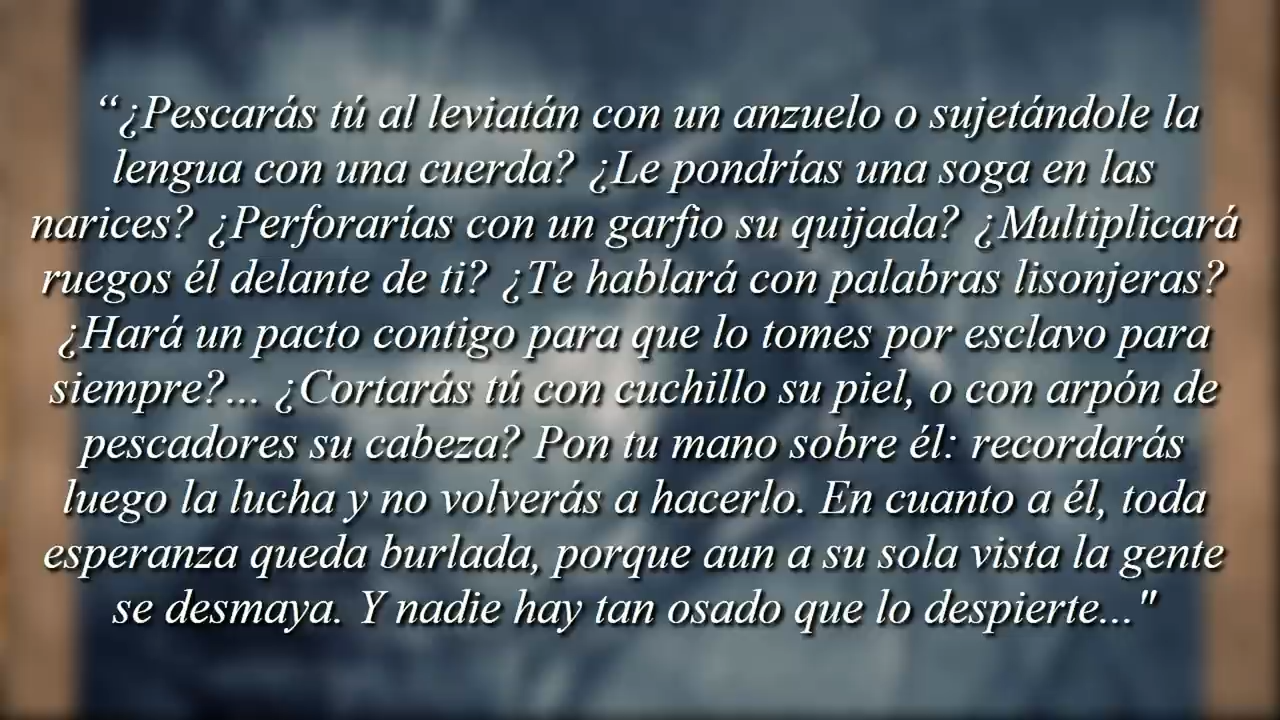 “¿Pescarás tú al leviatán con un anzuelo o sujetándole la
lengua con una cuerda? ¿Le pondrías una soga en las
narices? ¿Perforarías con un garfio su quijada? ¿Multiplicará
ruegos él delante de ti? ¿Te hablará con palabras lisonjeras?
¿Hará un pacto contigo para que lo tomes por esclavo para
siempre?... ¿Cortarás tú con cuchillo su piel, o con arpón de
pescadores su cabeza? Pon tu mano sobre él: recordarás
luego la lucha y no volverás a hacerlo. En cuanto a él, toda
esperanza queda burlada, porque aun a su sola vista la gente
se desmaya. Y nadie hay tan osado que lo despierte..."